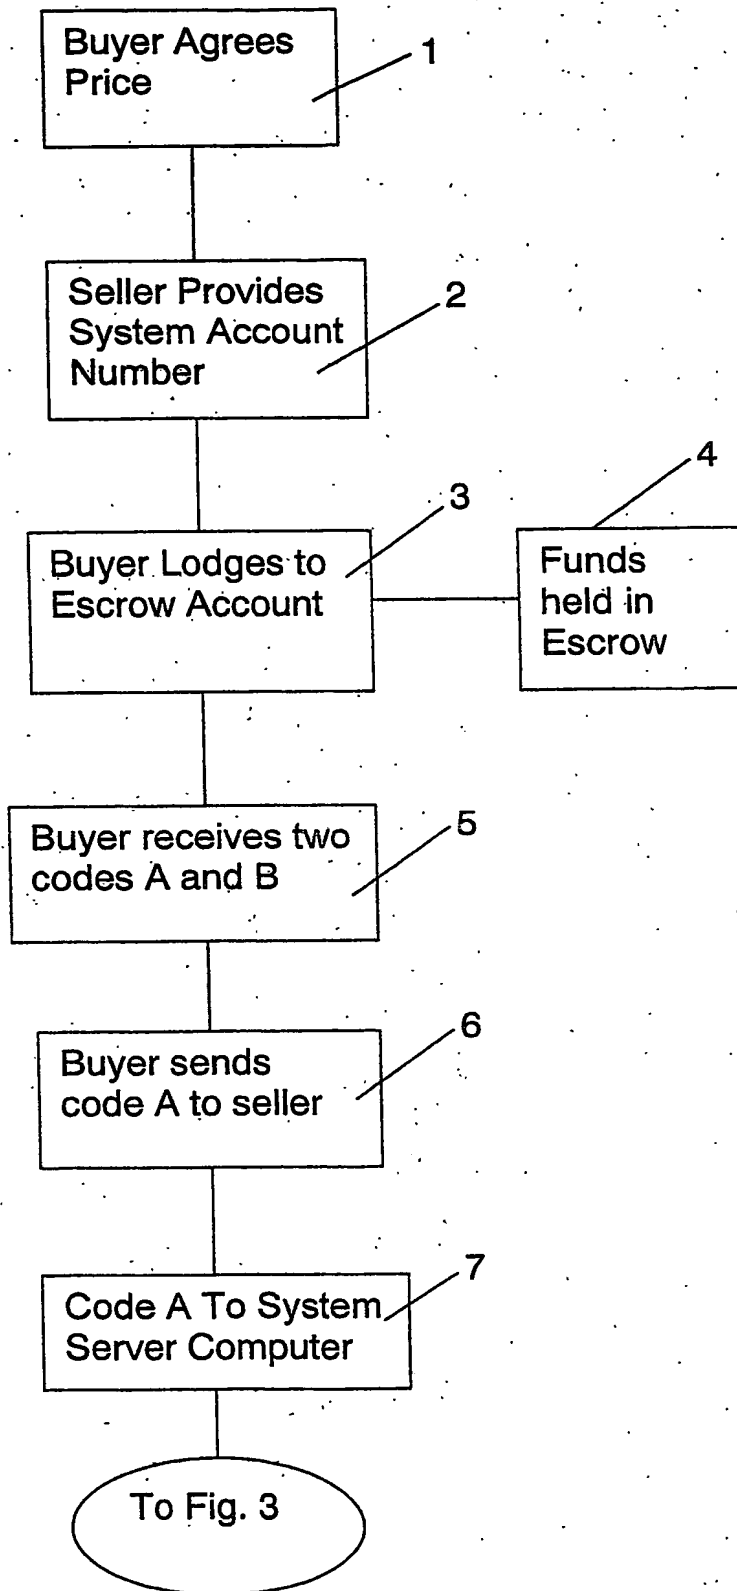 Buyer Agrees
Price
1
Seller Provides
System Account
Number
2
Buyer Lodges to
Escrow Account
3
Funds
held in
Escrow
4
Buyer receives two
codes A and B
5
Buyer sends
code A to seller
6
Code A To System
Server Computer
7
To Fig. 3